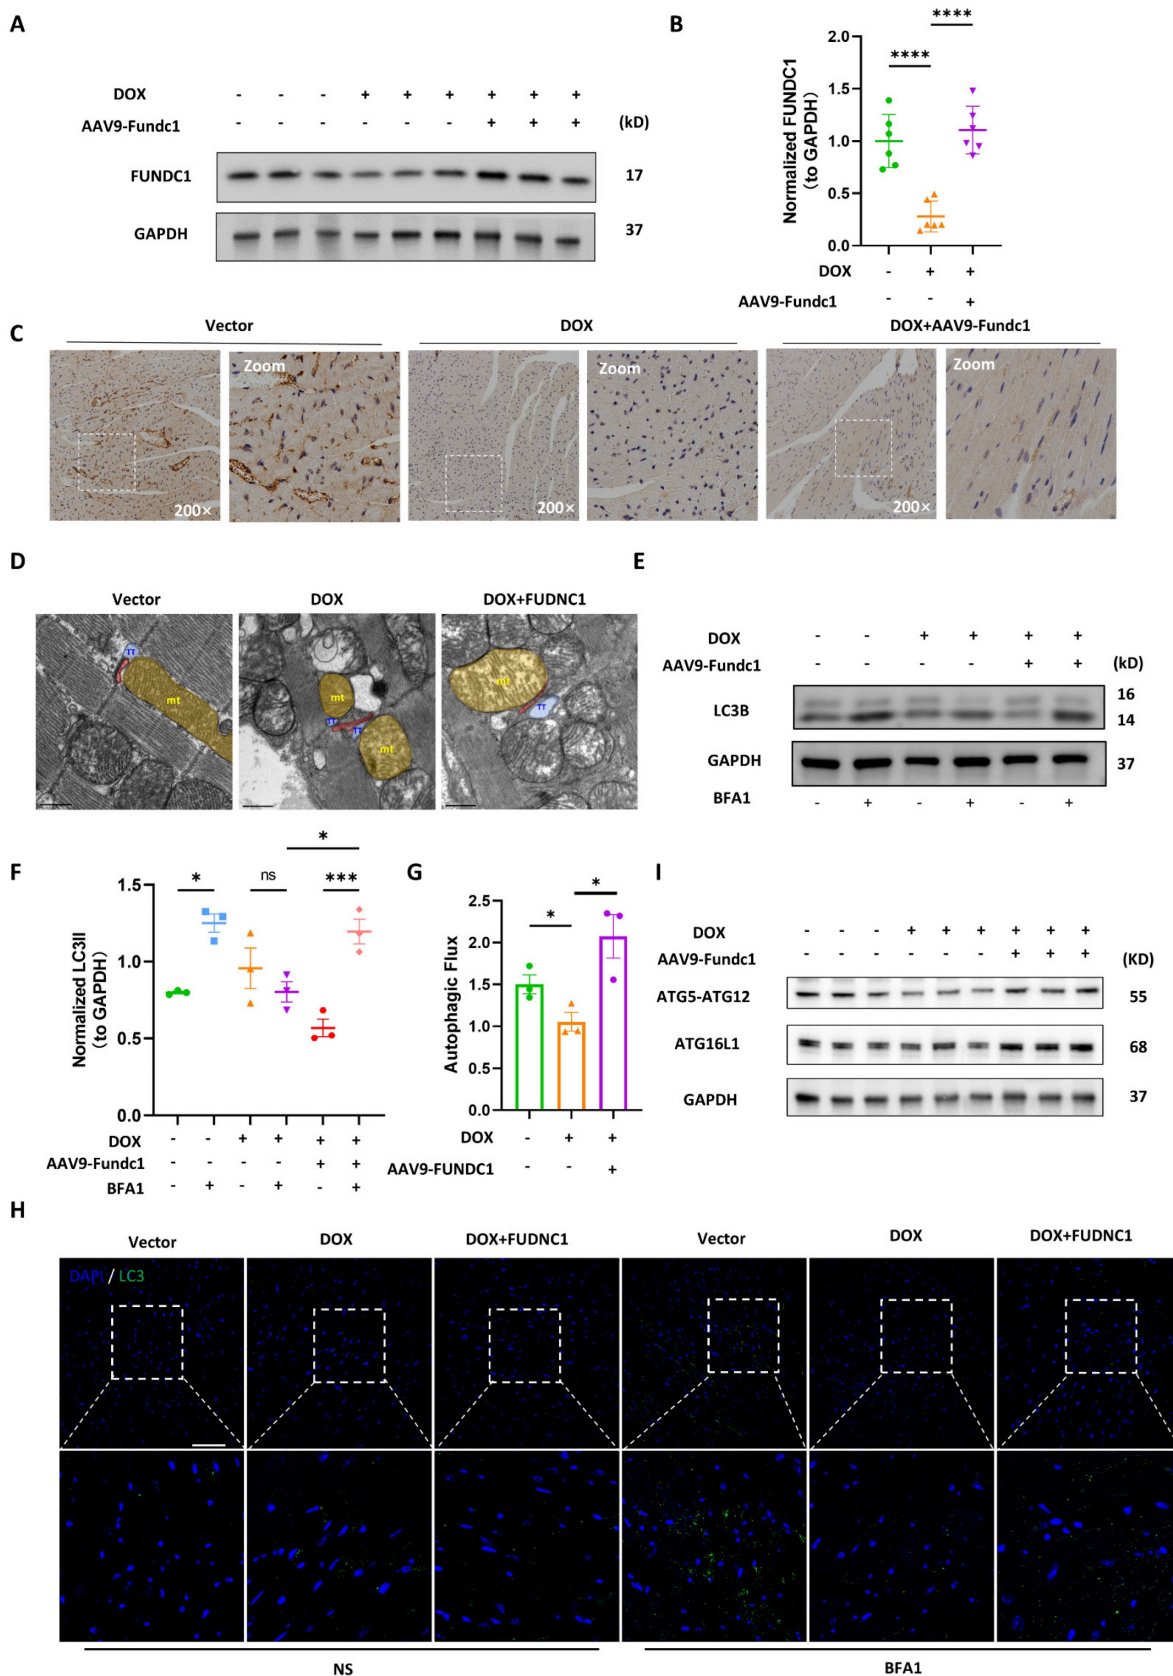 A
DOX - - - + + + + + +
AAV9-Fundc1 - - - - - - + + + (kD)
FUNDC1 17
GAPDH 37
B
**** ****
Normalized FUNDC1
(to GAPDH)
2.0
1.5
1.0
0.5
0.0
DOX - + +
AAV9-Fundc1 - - +
C
Vector DOX DOX+AAV9-Fundc1
Zoom Zoom Zoom
200× 200× 200×
D
Vector DOX DOX+FUDNC1
TT mt mt TT TT mt mt TT
E
DOX - - + + + +
AAV9-Fundc1 - - - - + + (kD)
LC3B 16
14
GAPDH 37
BFA1 - + - + - +
F
* ns * ***
Normalized LC3II
(to GAPDH)
1.5
1.0
0.5
0.0
DOX - - + + + +
AAV9-Fundc1 - - - - + +
BFA1 - + - + - +
G
* *
Autophagic Flux
2.5
2.0
1.5
1.0
0.5
0.0
DOX - + +
AAV9-FUNDC1 - - +
I
DOX - - - + + + + + +
AAV9-Fundc1 - - - - - - + + + (KD)
ATG5-ATG12 55
ATG16L1 68
GAPDH 37
H
Vector DOX DOX+FUDNC1 Vector DOX DOX+FUDNC1
DAPI / LC3
NS BFA1